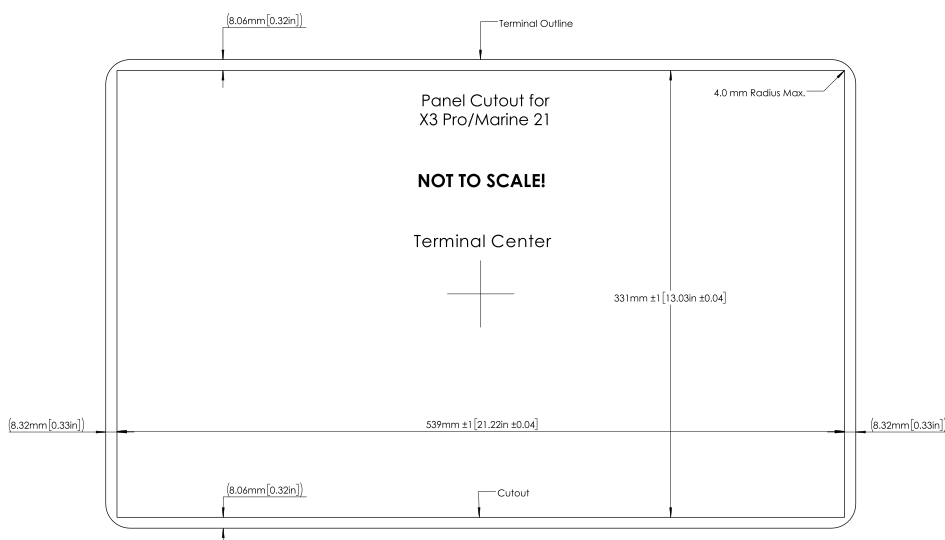 (8.06mm[0.32in])
Terminal Outline
4.0 mm Radius Max.
Panel Cutout for
X3 Pro/Marine 21
NOT TO SCALE!
Terminal Center
331mm ±1[13.03in ±0.04]
(8.32mm[0.33in])
539mm ±1[21.22in ±0.04]
(8.32mm[0.33in])
(8.06mm[0.32in])
Cutout